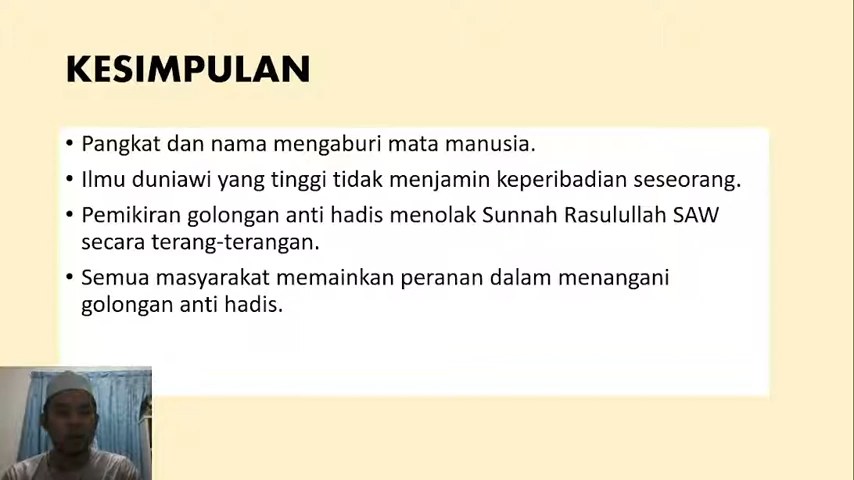 KESIMPULAN
• Pangkat dan nama mengaburi mata manusia.
• Ilmu duniawi yang tinggi tidak menjamin keperibadian seseorang.
• Pemikiran golongan anti hadis menolak Sunnah Rasulullah SAW
secara terang-terangan.
• Semua masyarakat memainkan peranan dalam menangani
golongan anti hadis.